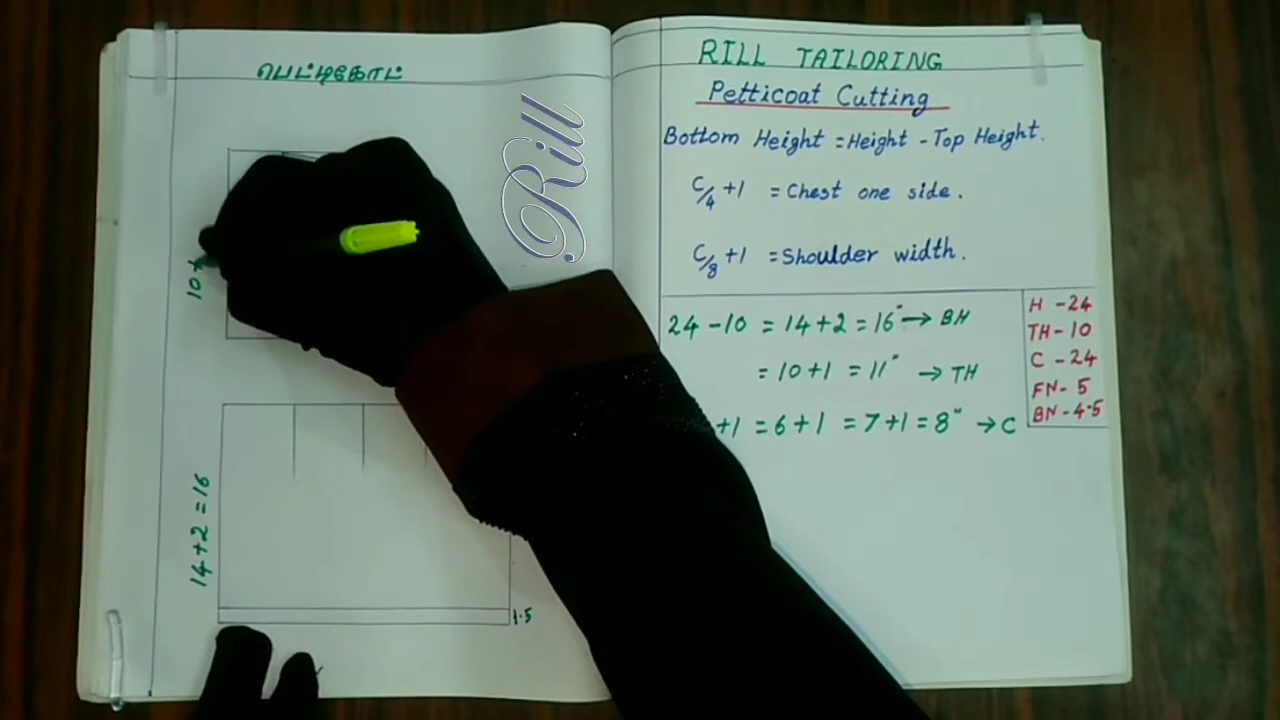 பெட்டிகோட்
10+
14+2=16
1.5
Rill
RILL TAILORING
Petticoat Cutting
Bottom Height = Height - Top Height.
C/4 +1 = Chest one side.
C/8 +1 = Shoulder width.
24 -10 = 14+2 = 16" → BH
= 10+1 = 11" → TH
+1 = 6+1 = 7+1 = 8" → C
H - 24
TH - 10
C - 24
FN - 5
BN - 4.5